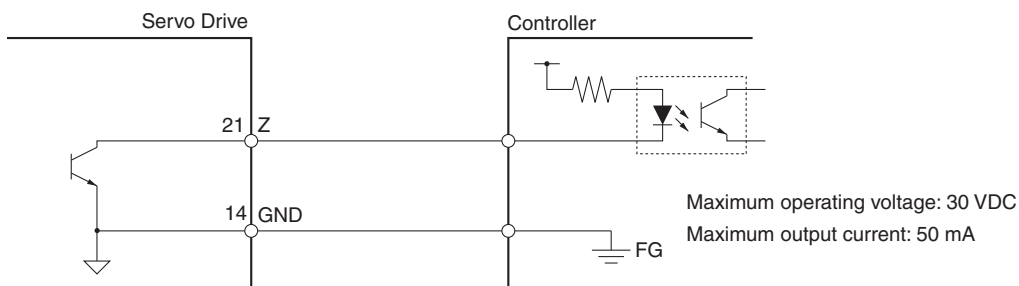 Servo Drive
Controller
21 Z
14 GND
FG
Maximum operating voltage: 30 VDC
Maximum output current: 50 mA